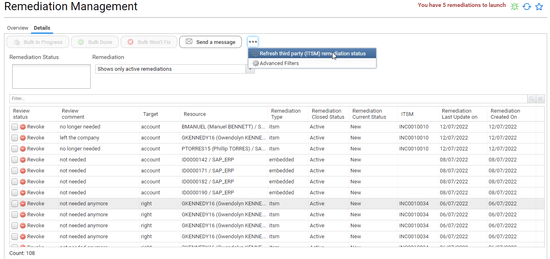 Remediation Management
You have 5 remediations to launch
Overview Details
Bulk In Progress Bulk Done Bulk Won't Fix Send a message
Refresh third party (ITSM) remediation status
Advanced Filters
Remediation Status Remediation
Shows only active remediations
Filter...
Review status Review comment Target Resource Remediation Type Remediation Closed Status Remediation Current Status ITSM Remediation Last Update on Remediation Created On
Revoke no longer needed account BMANUEL (Manuel BENNETT) / S... itsm Active New INC0010010 12/07/2022 12/07/2022
Revoke left the company account GKENNEDY16 (Gwendolyn KENNE... itsm Active New INC0010010 12/07/2022 12/07/2022
Revoke no longer needed account PTORRES15 (Phillip TORRES) / SA... itsm Active New INC0010010 12/07/2022 12/07/2022
Revoke not needed account ID0000142 / SAP_ERP embedded Active New 08/07/2022 08/07/2022
Revoke not needed account ID0000171 / SAP_ERP embedded Active New 08/07/2022 08/07/2022
Revoke not needed account ID0000182 / SAP_ERP embedded Active New 08/07/2022 08/07/2022
Revoke not needed account ID0000190 / SAP_ERP embedded Active New 08/07/2022 08/07/2022
Revoke not needed anymore right GKENNEDY16 (Gwendolyn KENNE... itsm Active New INC0010034 06/07/2022 06/07/2022
Revoke not needed anymore right GKENNEDY16 (Gwendolyn KENNE... itsm Active New INC0010034 06/07/2022 06/07/2022
Revoke not needed anymore right GKENNEDY16 (Gwendolyn KENNE... itsm Active New INC0010034 06/07/2022 06/07/2022
Revoke not needed anymore right GKENNEDY16 (Gwendolyn KENNE... itsm Active New INC0010034 06/07/2022 06/07/2022
Count: 108